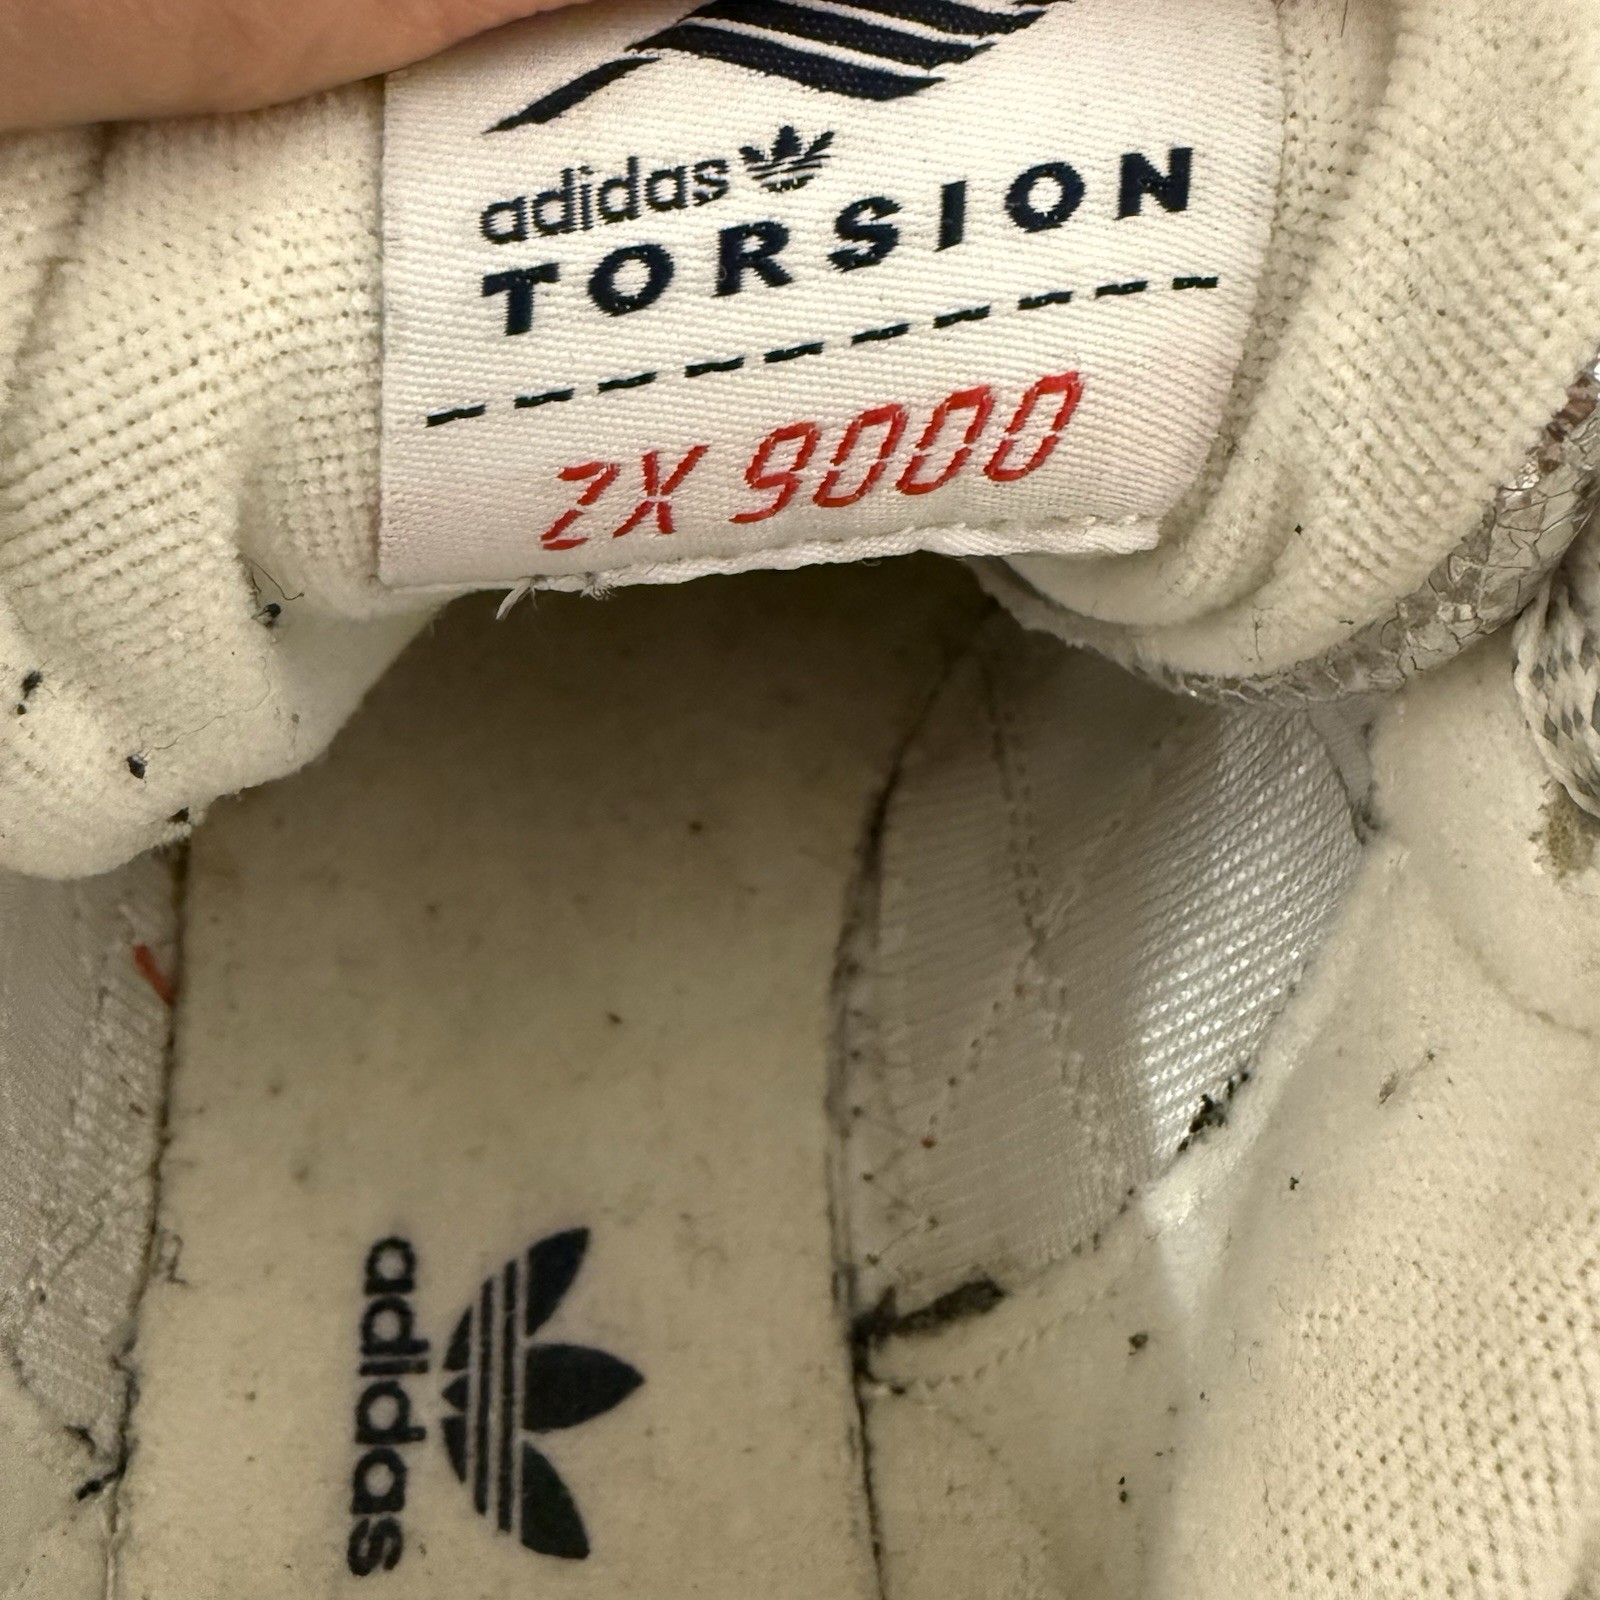 adidas
TORSION
ZX 9000
adidas